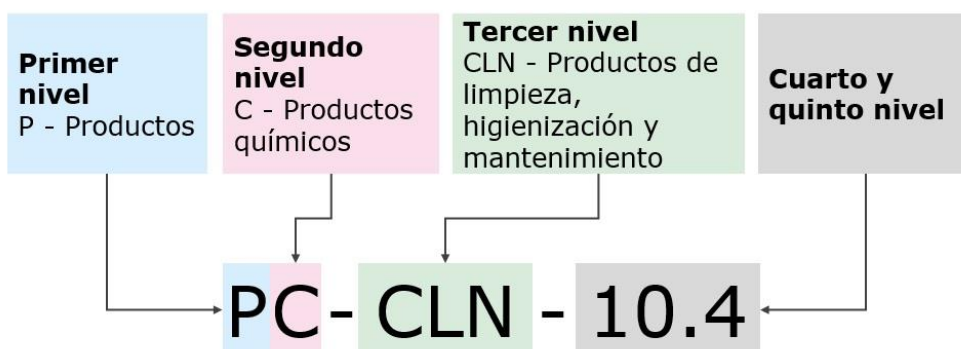 Primer
nivel
P - Productos
Segundo
nivel
C - Productos
químicos
Tercer nivel
CLN - Productos de
limpieza,
higienización y
mantenimiento
Cuarto y
quinto nivel
PC-CLN-10.4